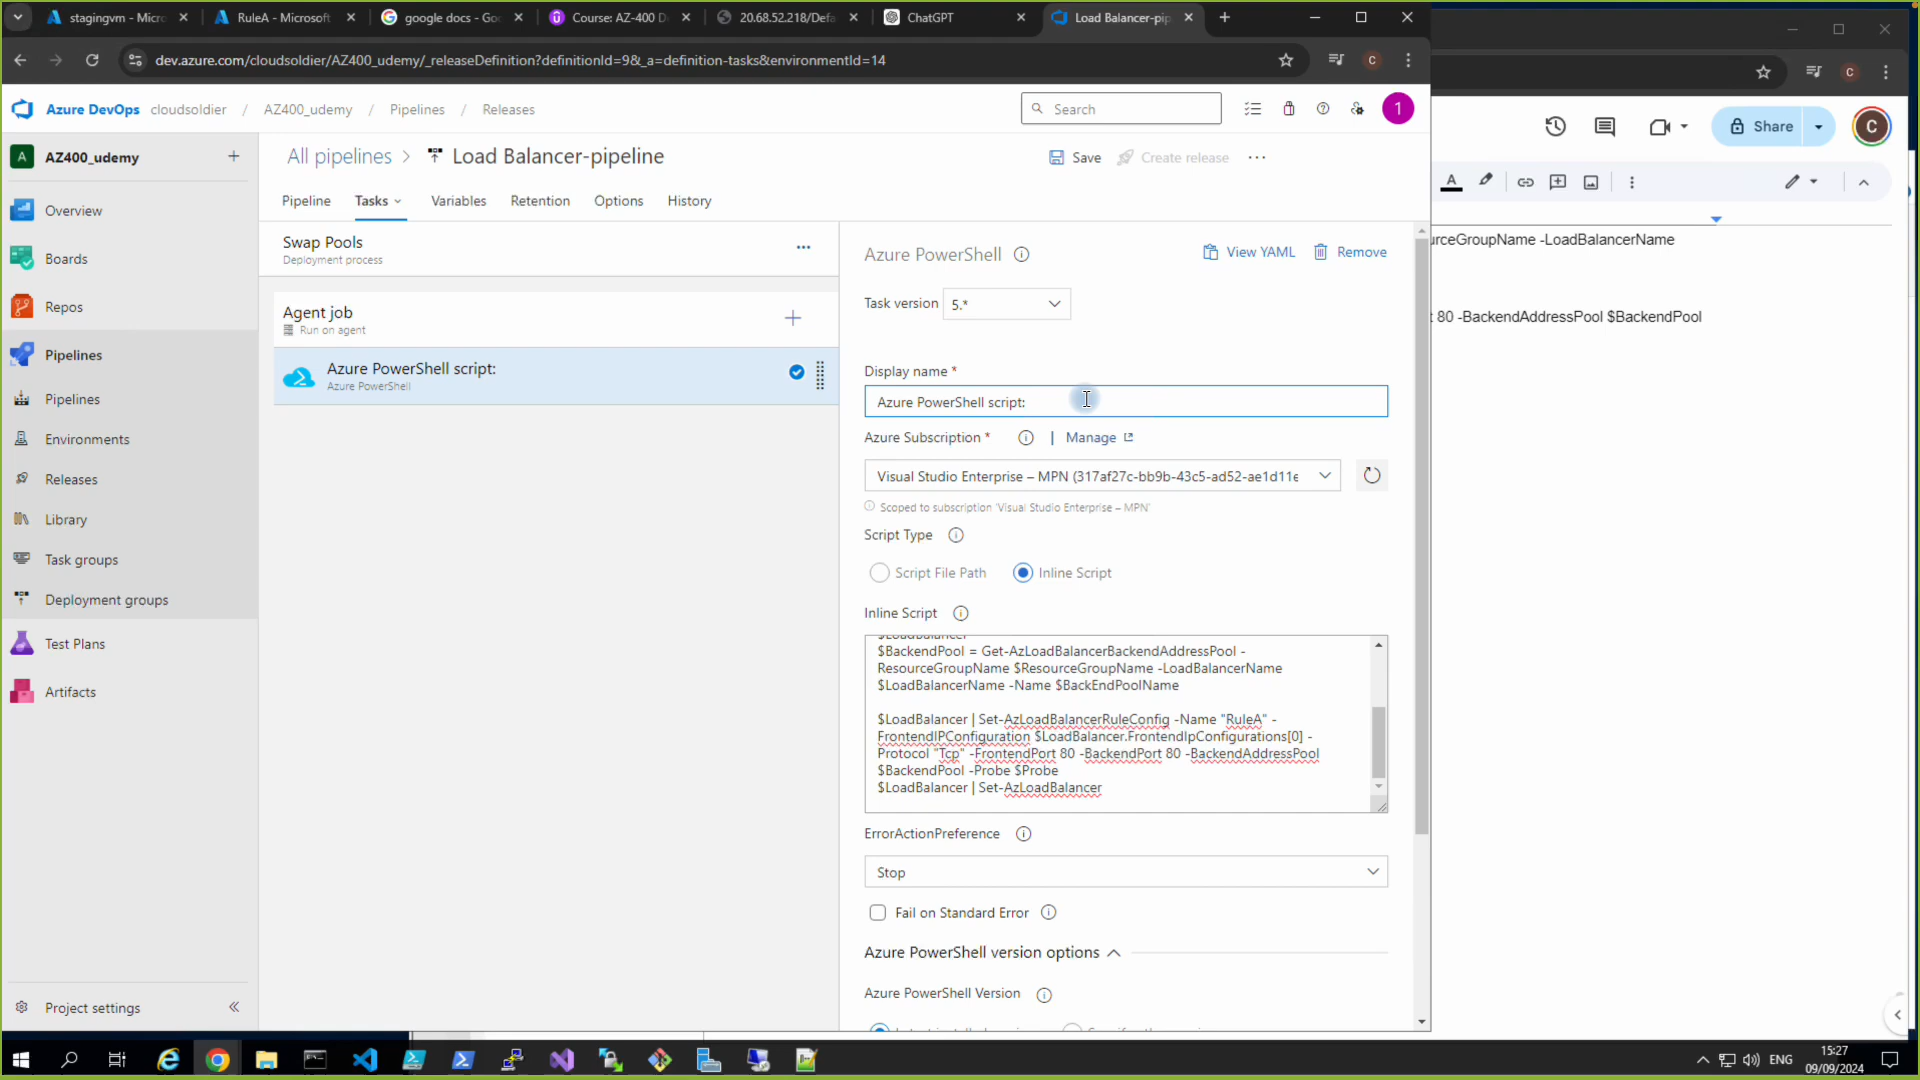 stagingvm - Micro
RuleA - Microsoft
google docs - Go
Course: AZ-400 D
20.68.52.218/Defa
ChatGPT
Load Balancer-pip
dev.azure.com/cloudsoldier/AZ400_udemy/_releaseDefinition?definitionId=9&_a=definition-tasks&environmentId=14
C
C
Azure DevOps cloudsoldier / AZ400_udemy / Pipelines / Releases
Search
1
Share
C
AZ400_udemy
All pipelines > Load Balancer-pipeline
Save
Create release
Overview
Boards
Repos
Pipelines
Pipelines
Environments
Releases
Library
Task groups
Deployment groups
Test Plans
Artifacts
Project settings
Pipeline
Tasks
Variables
Retention
Options
History
Swap Pools
Deployment process
Agent job
Run on agent
Azure PowerShell script:
Azure PowerShell
Azure PowerShell
View YAML
Remove
Task version
5.*
Display name *
Azure PowerShell script:
Azure Subscription *
| Manage
Visual Studio Enterprise – MPN (317af27c-bb9b-43c5-ad52-ae1d11e
Scoped to subscription 'Visual Studio Enterprise – MPN'
Script Type
Script File Path
Inline Script
Inline Script
$LoadBalancer
$BackendPool = Get-AzLoadBalancerBackendAddressPool -
ResourceGroupName $ResourceGroupName -LoadBalancerName
$LoadBalancerName -Name $BackEndPoolName
$LoadBalancer | Set-AzLoadBalancerRuleConfig -Name "RuleA" -
FrontendIPConfiguration $LoadBalancer.FrontendIpConfigurations[0] -
Protocol "Tcp" -FrontendPort 80 -BackendPort 80 -BackendAddressPool
$BackendPool -Probe $Probe
$LoadBalancer | Set-AzLoadBalancer
ErrorActionPreference
Stop
Fail on Standard Error
Azure PowerShell version options
Azure PowerShell Version
urceGroupName -LoadBalancerName
t 80 -BackendAddressPool $BackendPool
ENG
15:27
09/09/2024